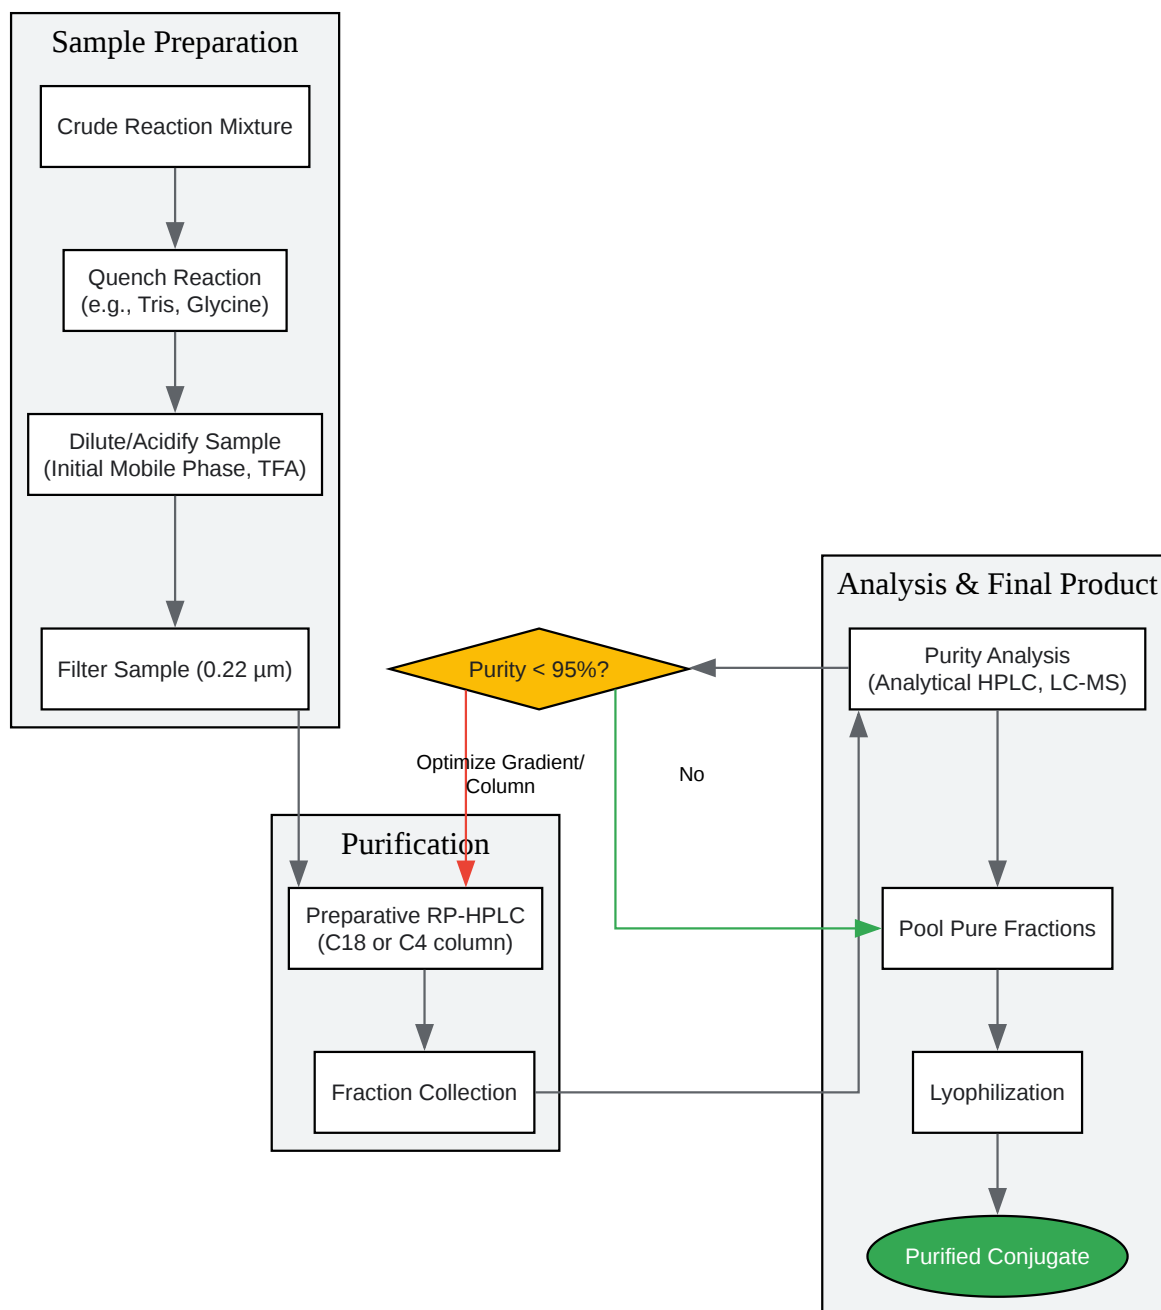 Sample Preparation
Crude Reaction Mixture
Quench Reaction
(e.g., Tris, Glycine)
Dilute/Acidify Sample
(Initial Mobile Phase, TFA)
Filter Sample (0.22 µm)
Purity < 95%?
Optimize Gradient/
Column
No
Purification
Preparative RP-HPLC
(C18 or C4 column)
Fraction Collection
Analysis & Final Product
Purity Analysis
(Analytical HPLC, LC-MS)
Pool Pure Fractions
Lyophilization
Purified Conjugate